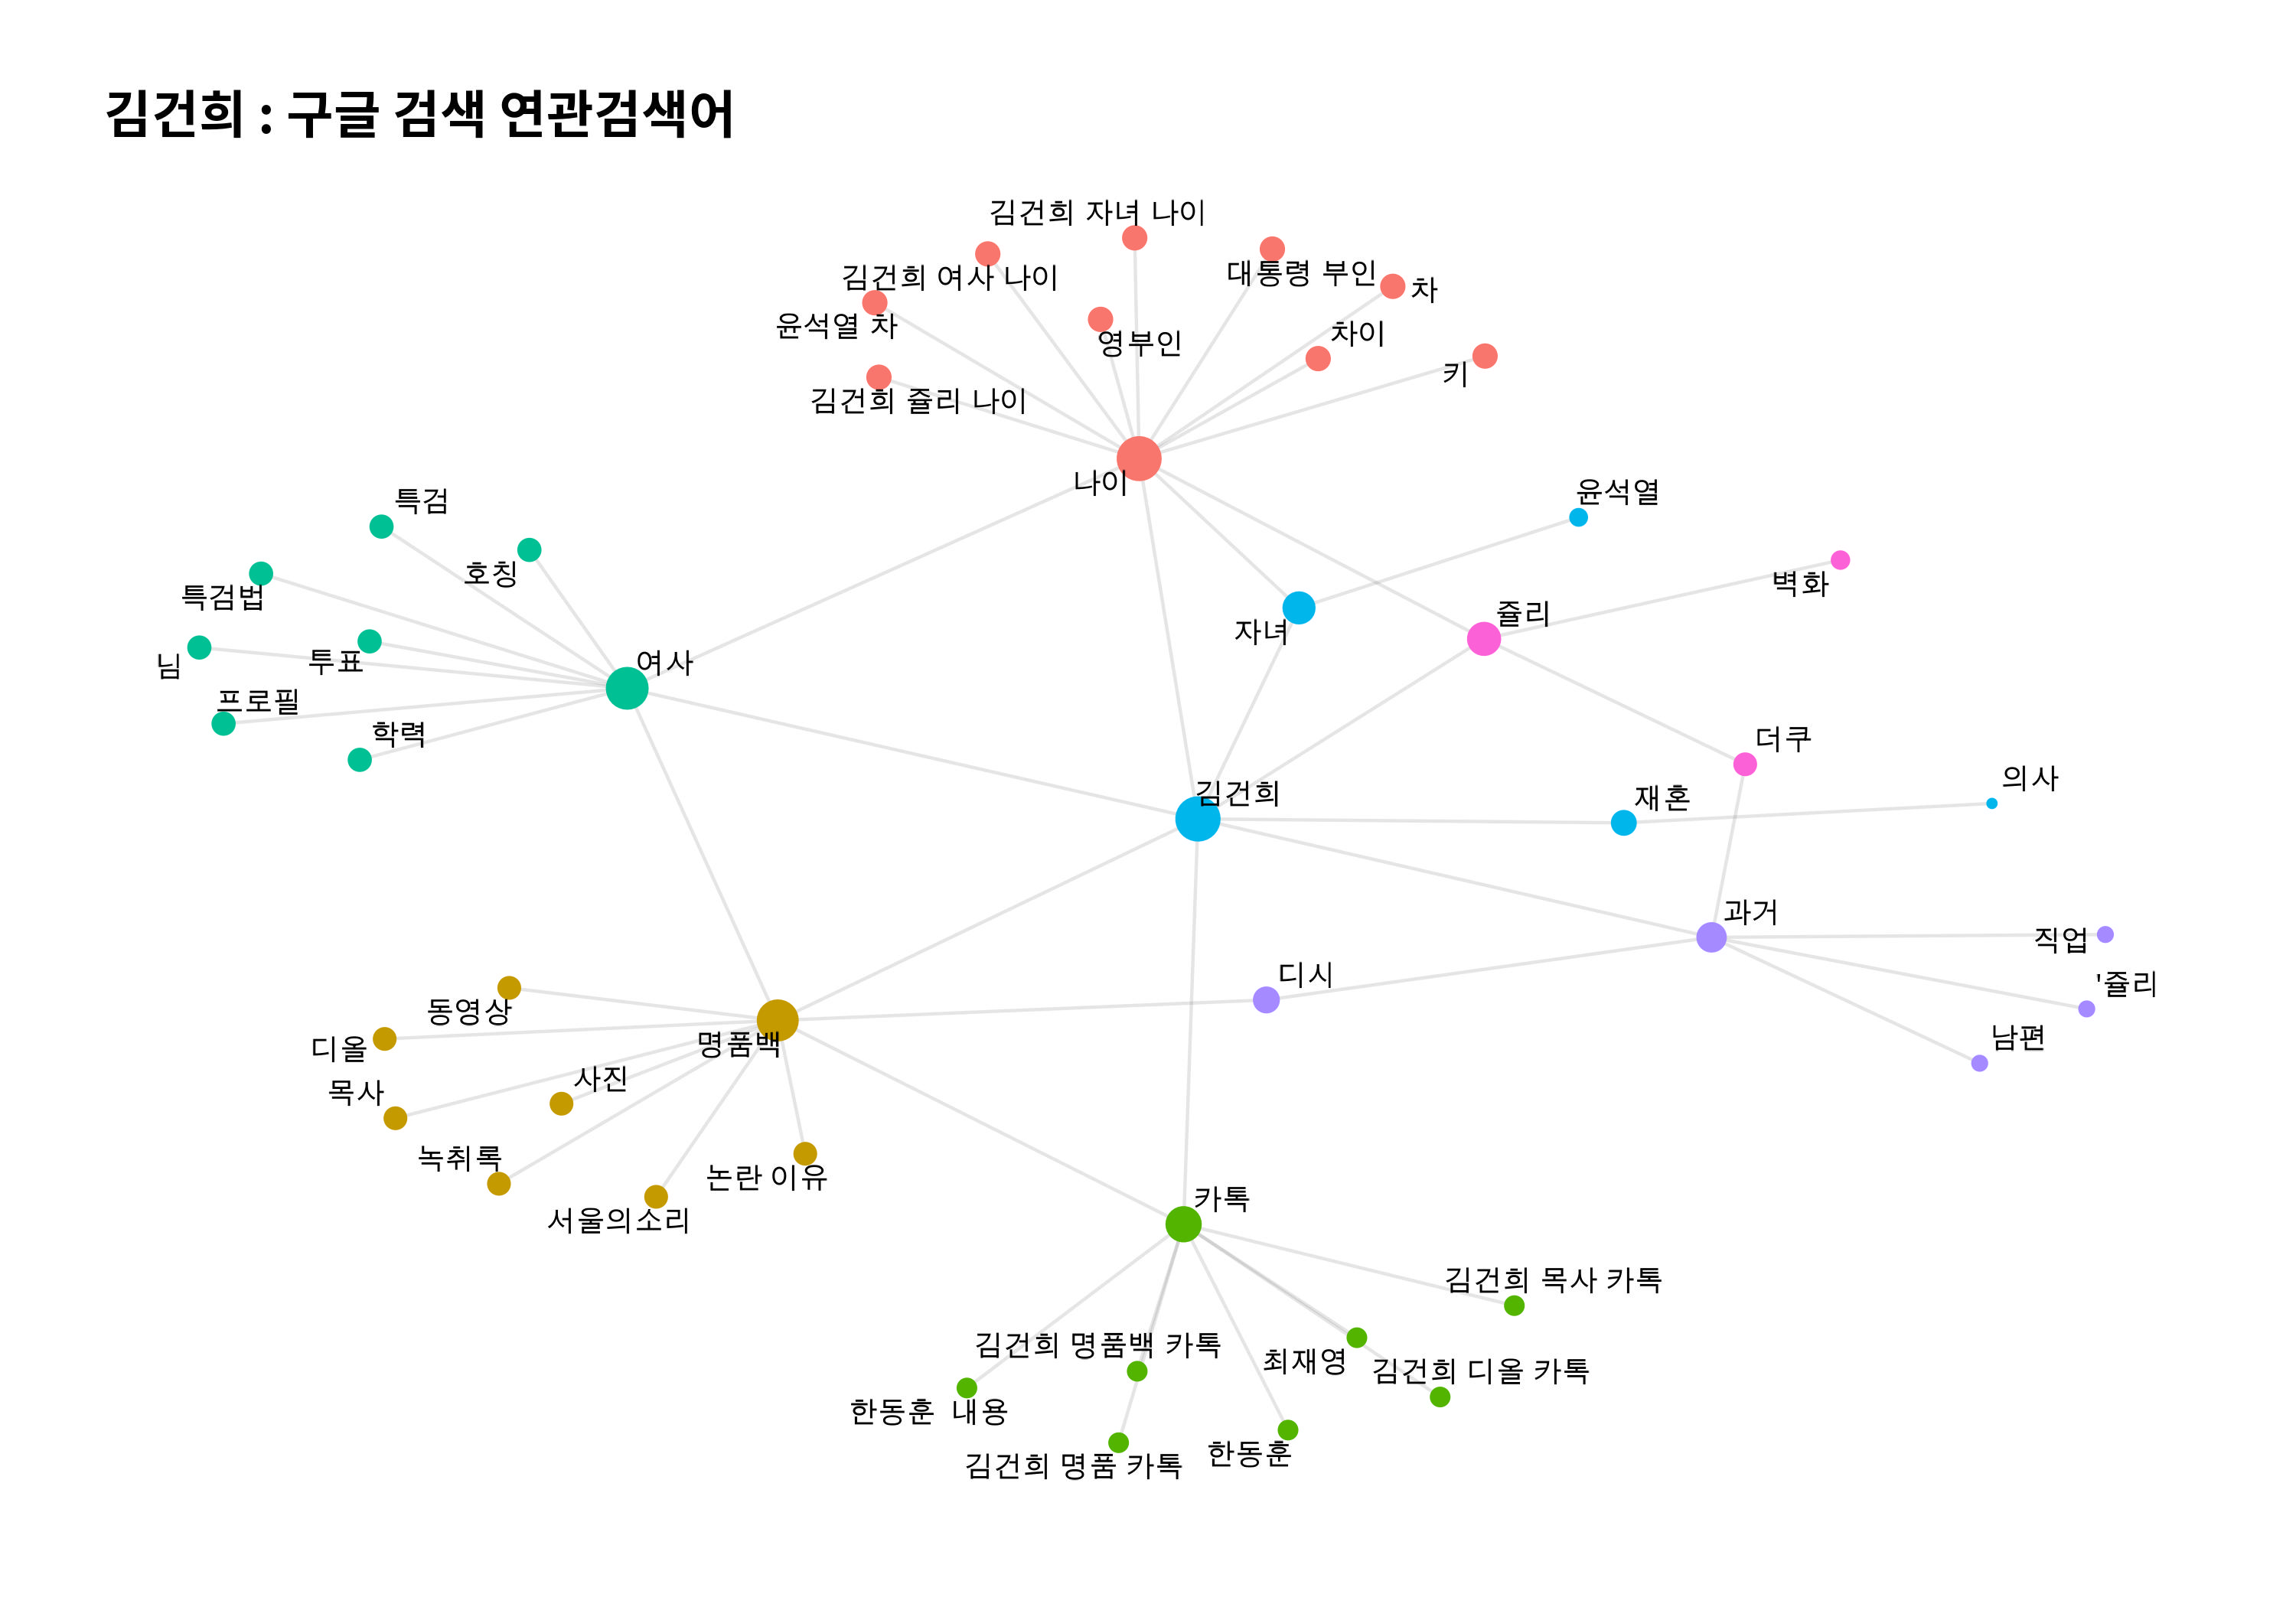 김건희 : 구글 검색 연관검색어
김건희 자녀 나이
김건희 여사 나이
대통령 부인
차
윤석열 차
영부인
차이
키
김건희 쥴리 나이
나이
특검
호칭
윤석열
특검법
벽화
쥴리
자녀
님
투표
여사
프로필
학력
더쿠
김건희
재혼
의사
과거
직업
디시
'쥴리
동영상
명품백
남편
디올
목사
사진
녹취록
논란 이유
서울의소리
카톡
김건희 목사 카톡
김건희 명품백 카톡
최재영
김건희 디올 카톡
한동훈  내용
김건희 명품 카톡
한동훈